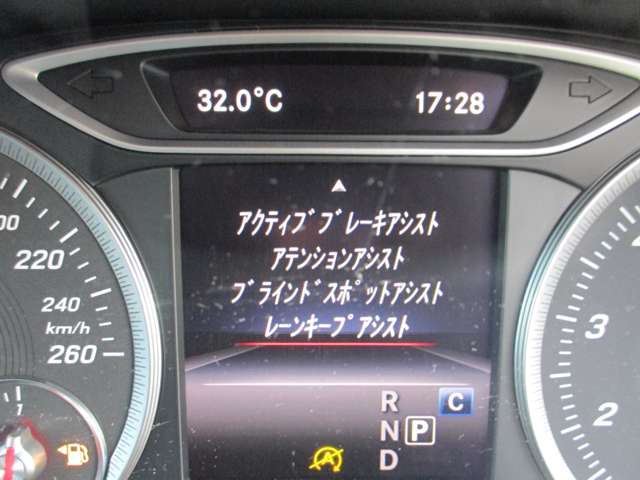 32.0°C 17:28
アクティブブレーキアシスト
アテンションアシスト
ブラインドスポットアシスト
レーンキープアシスト
220
240
km/h
260
3
2
1
R
C
N
P
D
A